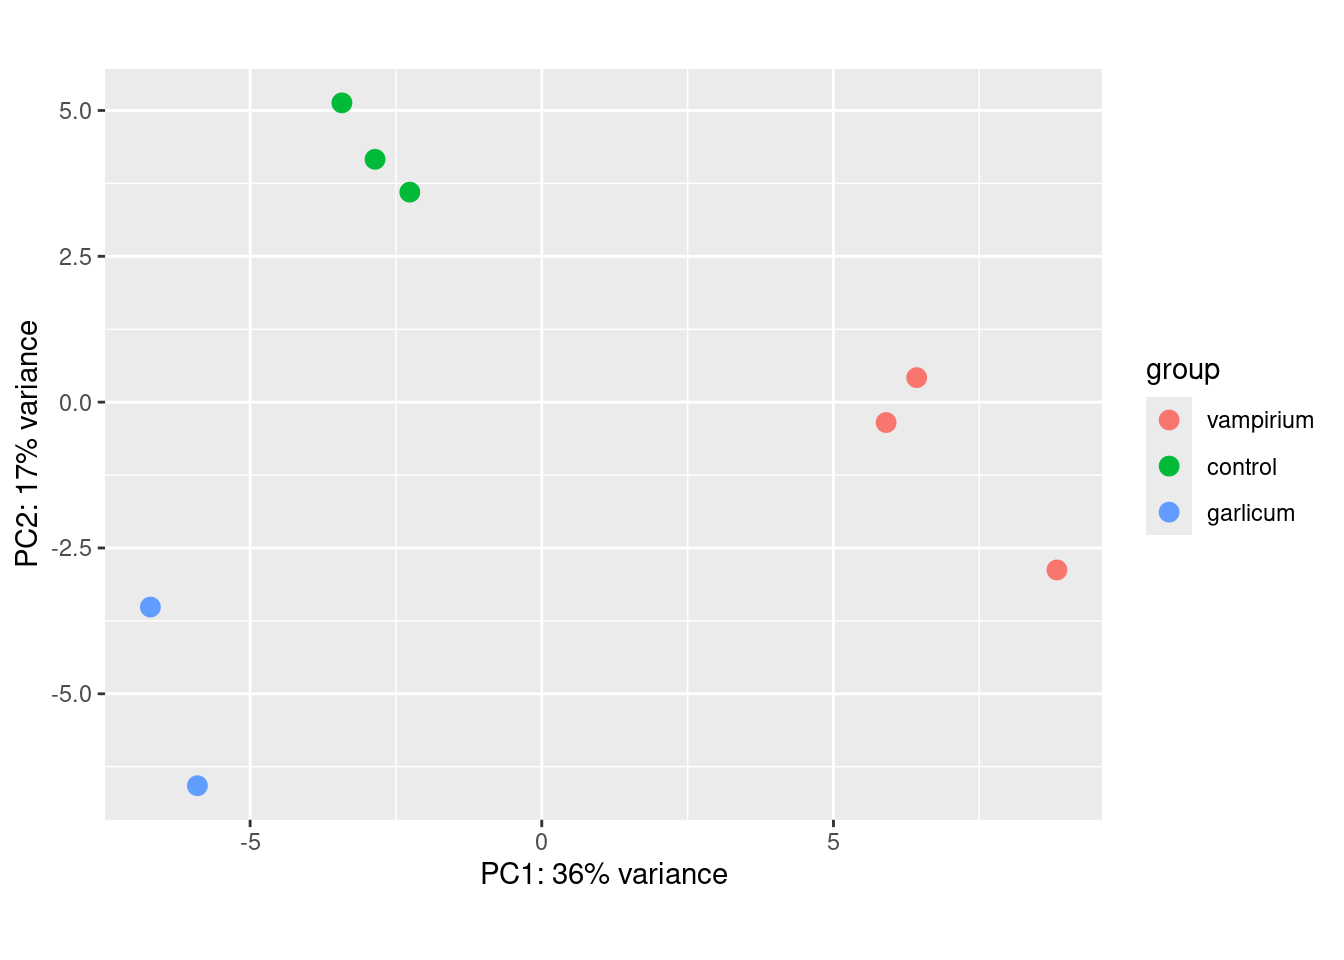 5.0
2.5
0.0
-2.5
-5.0
PC2: 17% variance
-5
0
5
PC1: 36% variance
group
vampirium
control
garlicum